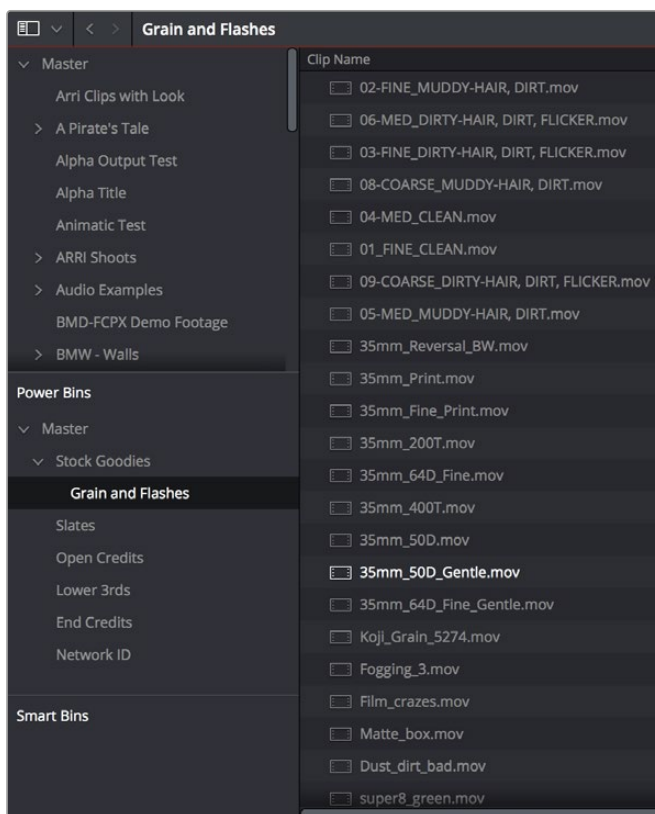 Grain and Flashes
Master
Arri Clips with Look
A Pirate's Tale
Alpha Output Test
Alpha Title
Animatic Test
ARRI Shoots
Audio Examples
BMD-FCPX Demo Footage
BMW - Walls
Power Bins
Master
Stock Goodies
Grain and Flashes
Slates
Open Credits
Lower 3rds
End Credits
Network ID
Smart Bins
Clip Name
02-FINE_MUDDY-HAIR, DIRT.mov
06-MED_DIRTY-HAIR, DIRT, FLICKER.mov
03-FINE_DIRTY-HAIR, DIRT, FLICKER.mov
08-COARSE_MUDDY-HAIR, DIRT.mov
04-MED_CLEAN.mov
01_FINE_CLEAN.mov
09-COARSE_DIRTY-HAIR, DIRT, FLICKER.mov
05-MED_MUDDY-HAIR, DIRT.mov
35mm_Reversal_BW.mov
35mm_Print.mov
35mm_Fine_Print.mov
35mm_200T.mov
35mm_64D_Fine.mov
35mm_400T.mov
35mm_50D.mov
35mm_50D_Gentle.mov
35mm_64D_Fine_Gentle.mov
Koji_Grain_5274.mov
Fogging_3.mov
Film_crazes.mov
Matte_box.mov
Dust_dirt_bad.mov
super8_green.mov